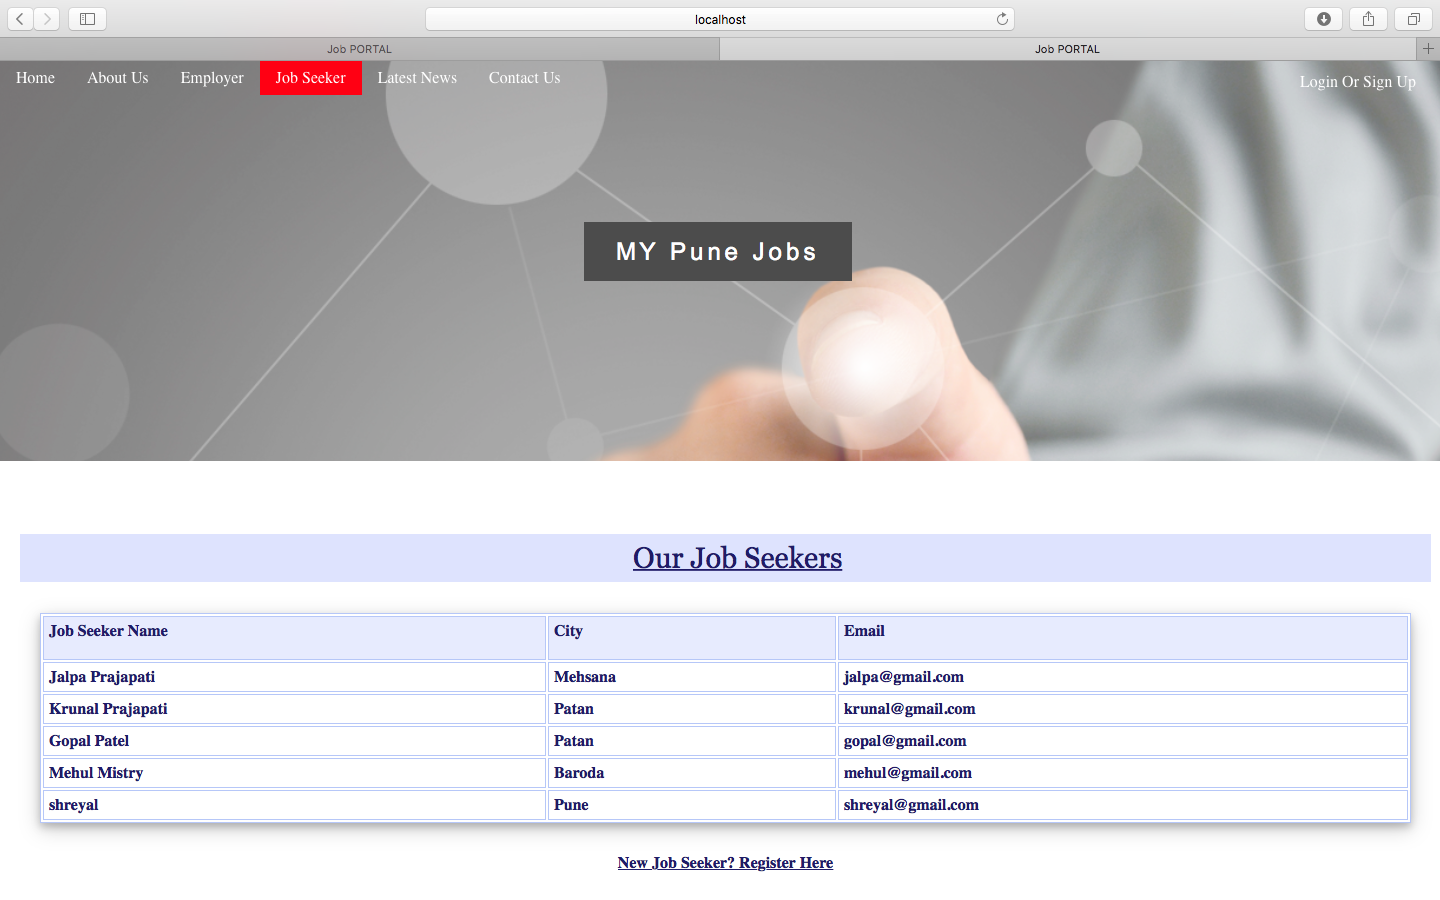 localhost
Job PORTAL Job PORTAL
Home About Us Employer Job Seeker Latest News Contact Us Login Or Sign Up
MY Pune Jobs
Our Job Seekers
Job Seeker Name City Email
Jalpa Prajapati Mehsana jalpa@gmail.com
Krunal Prajapati Patan krunal@gmail.com
Gopal Patel Patan gopal@gmail.com
Mehul Mistry Baroda mehul@gmail.com
shreyal Pune shreyal@gmail.com
New Job Seeker? Register Here